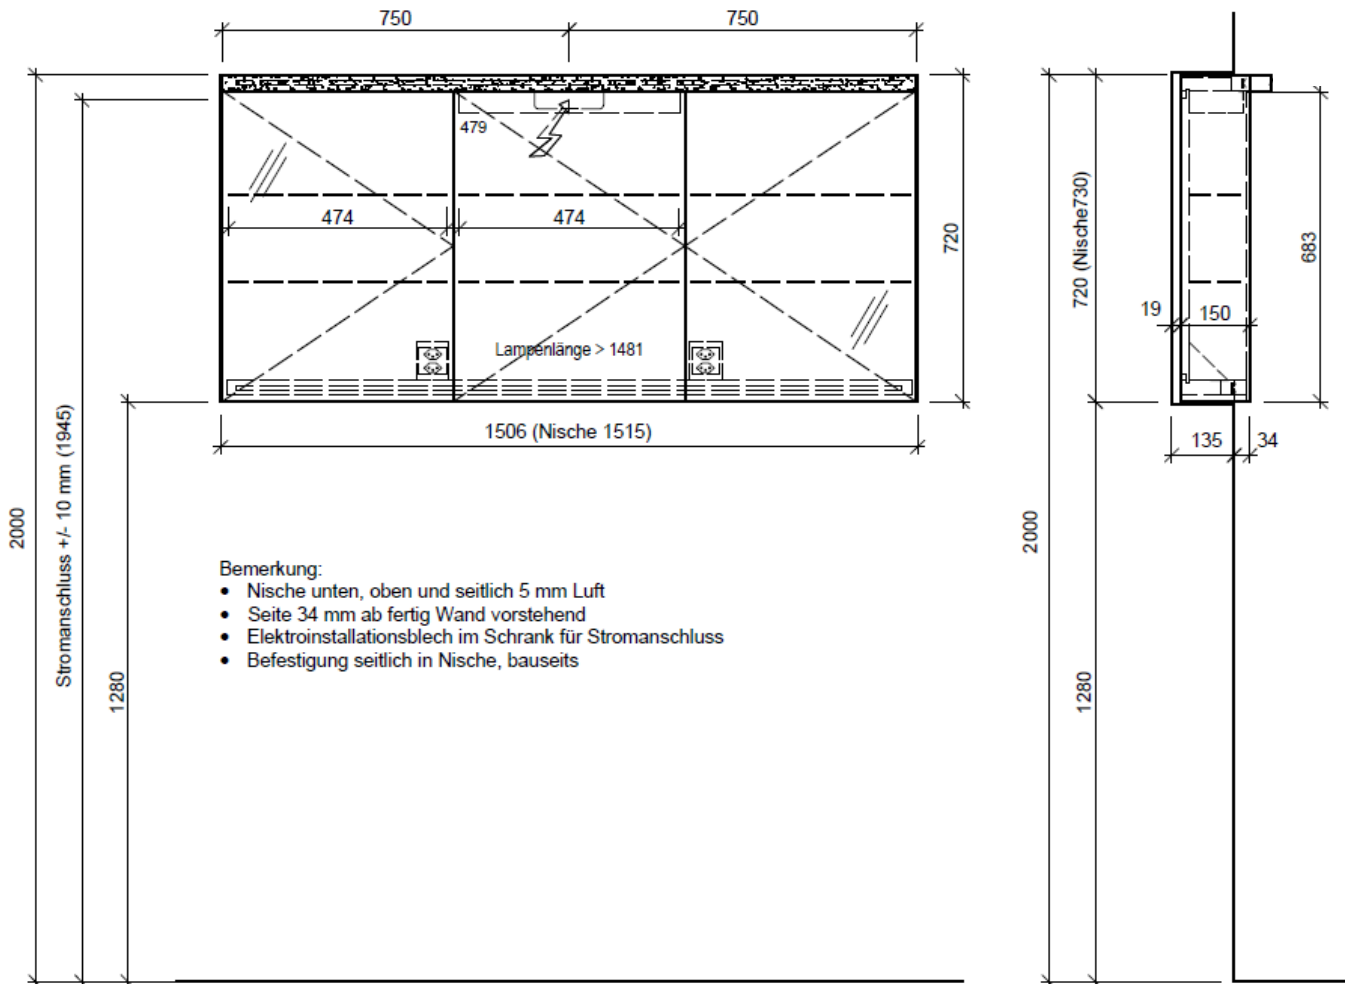 750
750
479
474
474
720
Lampenlänge > 1481
1506 (Nische 1515)
2000
Stromanschluss +/- 10 mm (1945)
1280
Bemerkung:
• Nische unten, oben und seitlich 5 mm Luft
• Seite 34 mm ab fertig Wand vorstehend
• Elektroinstallationsblech im Schrank für Stromanschluss
• Befestigung seitlich in Nische, bauseits
720 (Nische730)
683
19
150
135
34
2000
1280